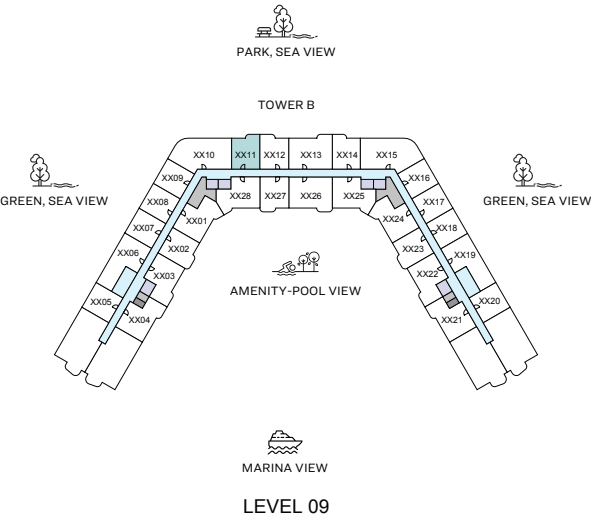 PARK, SEA VIEW
TOWER B
XX10
XX11
XX12
XX13
XX14
XX15
XX09
XX28
XX27
XX26
XX25
XX16
XX08
XX01
XX24
XX17
XX07
XX02
XX23
XX18
XX06
XX03
XX22
XX19
XX05
XX04
XX21
XX20
GREEN, SEA VIEW
GREEN, SEA VIEW
AMENITY-POOL VIEW
MARINA VIEW
LEVEL 09